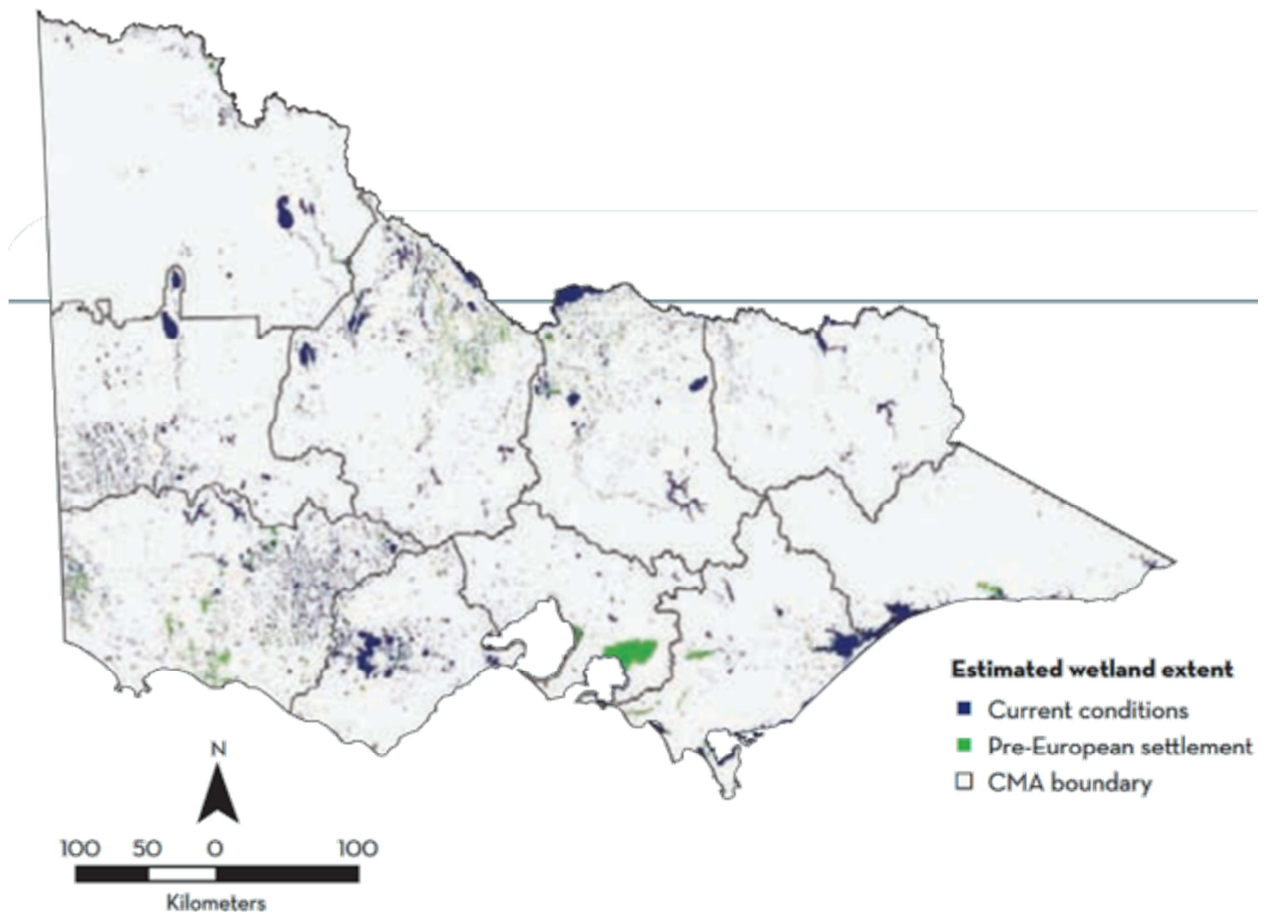 Estimated wetland extent
Current conditions
Pre-European settlement
CMA boundary
N
100 50 0 100
Kilometers